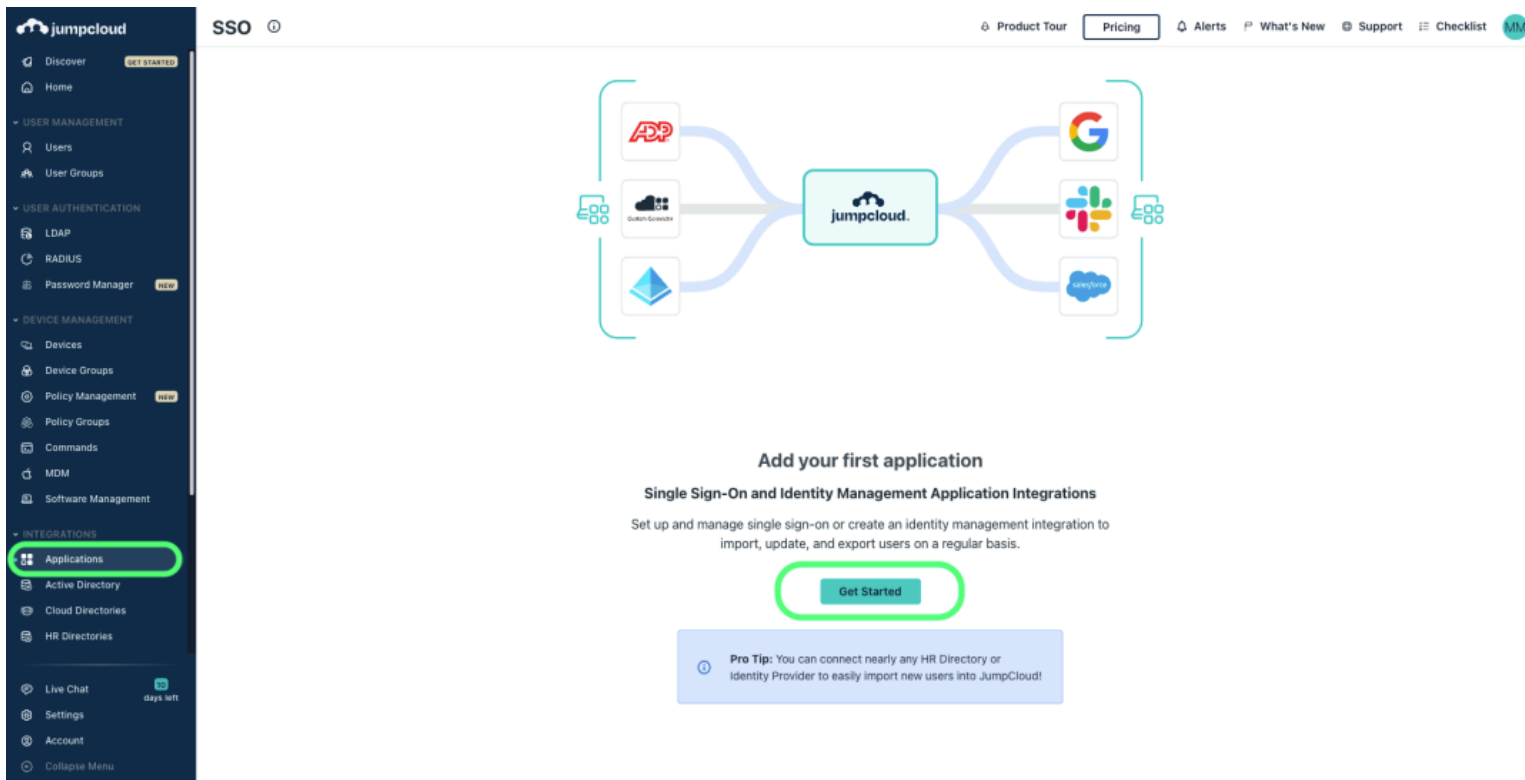 jumpcloud
SSO
Product Tour
Pricing
Alerts
What's New
Support
Checklist
MM
Discover
GET STARTED
Home
USER MANAGEMENT
Users
User Groups
USER AUTHENTICATION
LDAP
RADIUS
Password Manager
NEW
DEVICE MANAGEMENT
Devices
Device Groups
Policy Management
NEW
Policy Groups
Commands
MDM
Software Management
INTEGRATIONS
Applications
Active Directory
Cloud Directories
HR Directories
Live Chat
10
days left
Settings
Account
Collapse Menu
ADP
Custom Connector
jumpcloud.
salesforce
Add your first application
Single Sign-On and Identity Management Application Integrations
Set up and manage single sign-on or create an identity management integration to
import, update, and export users on a regular basis.
Get Started
Pro Tip: You can connect nearly any HR Directory or
Identity Provider to easily import new users into JumpCloud!